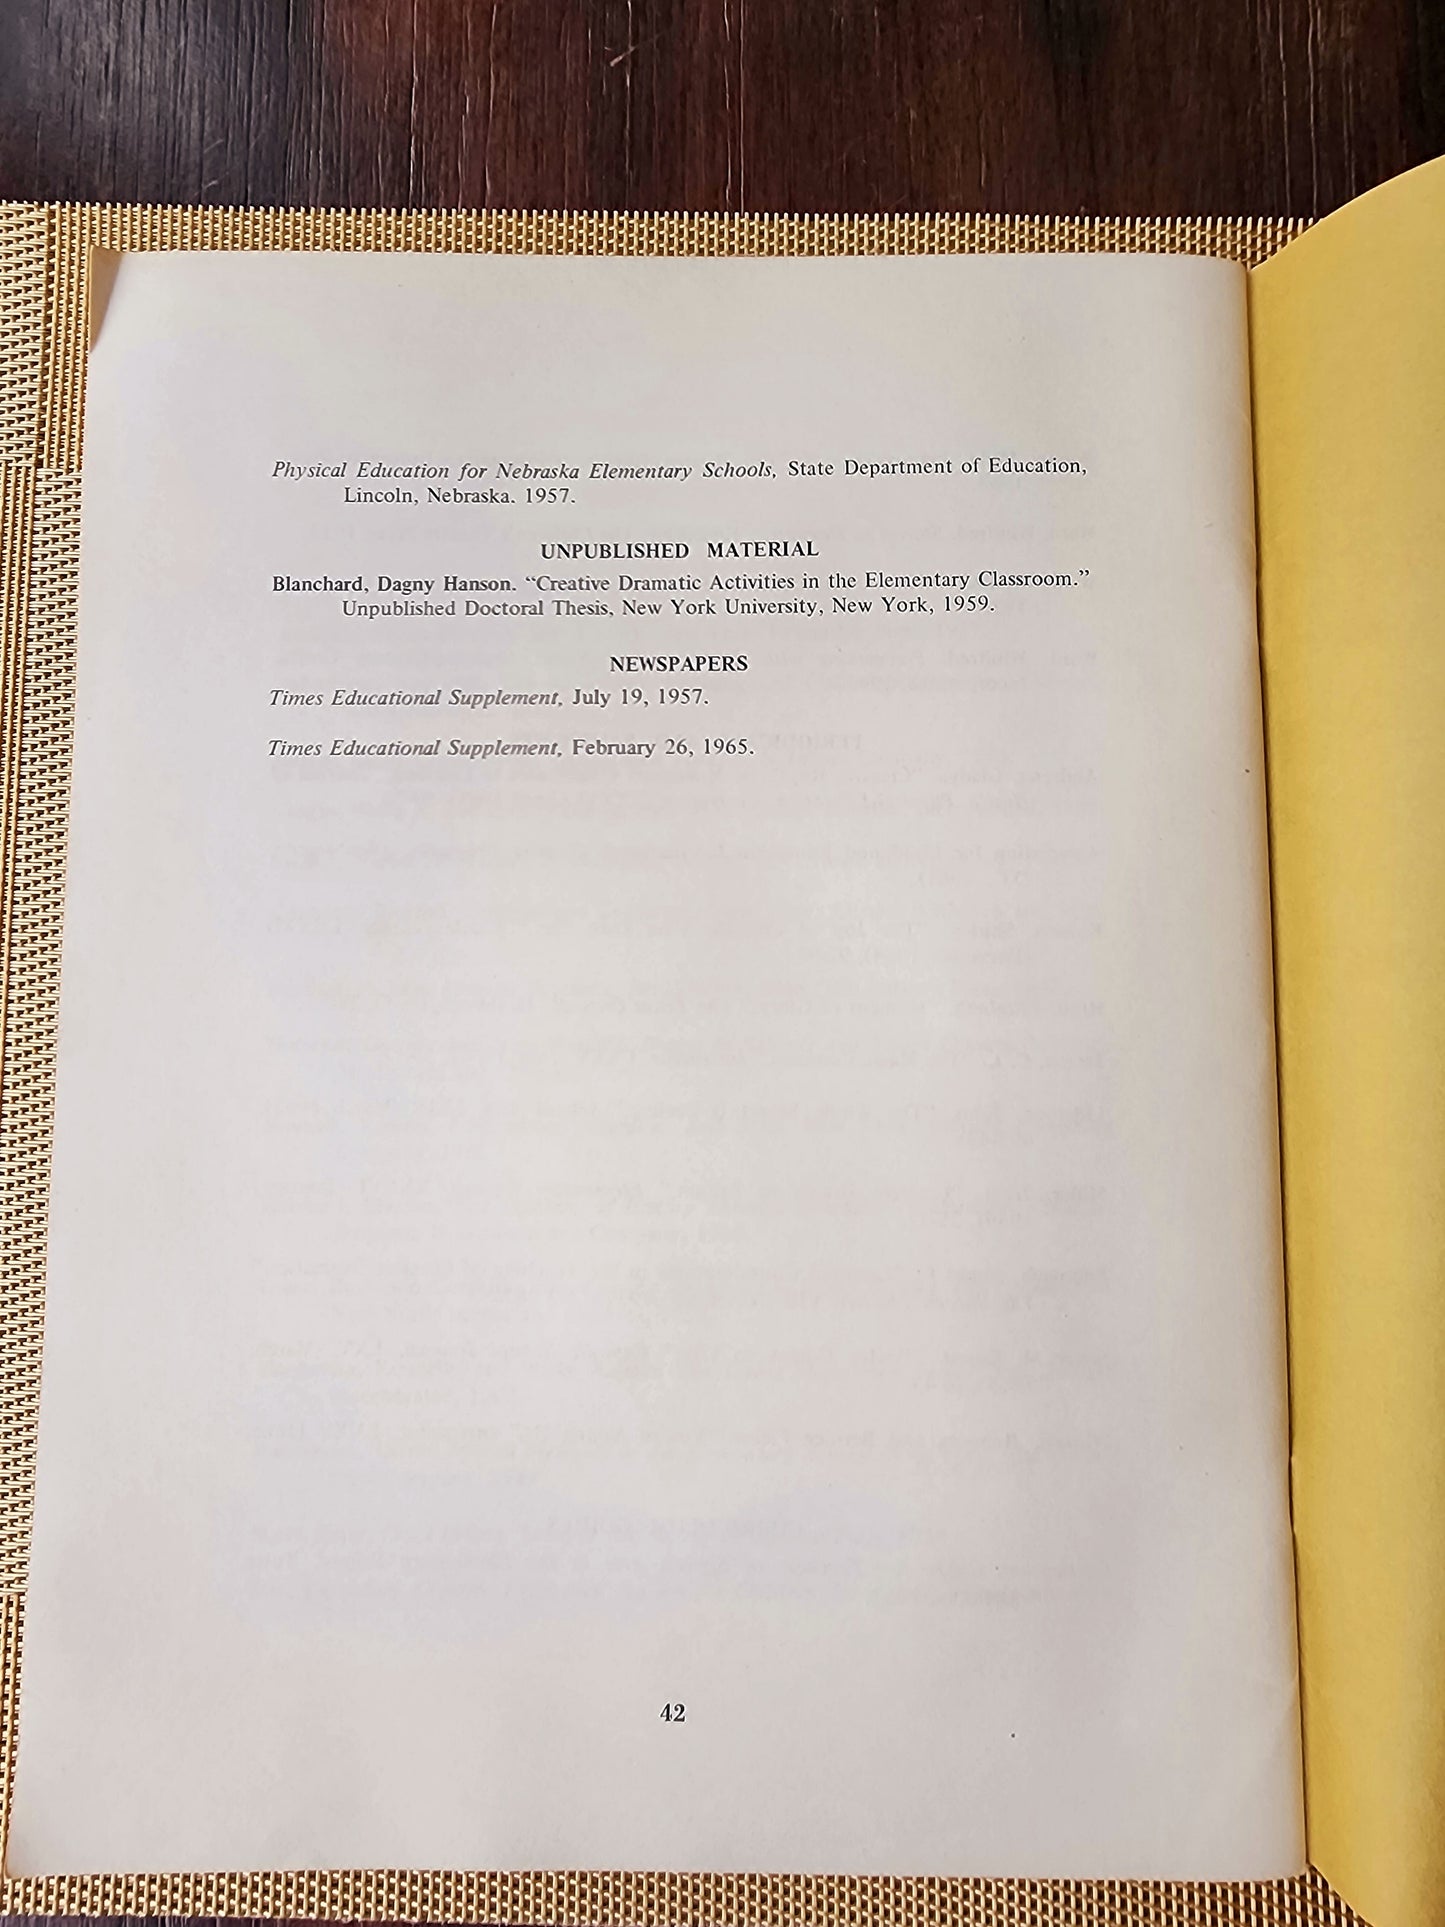 Physical Education for Nebraska Elementary Schools, State Department of Education,
Lincoln, Nebraska. 1957.
UNPUBLISHED MATERIAL
Blanchard, Dagny Hanson. “Creative Dramatic Activities in the Elementary Classroom.”
Unpublished Doctoral Thesis, New York University, New York, 1959.
NEWSPAPERS
Times Educational Supplement, July 19, 1957.
Times Educational Supplement, February 26, 1965.
42